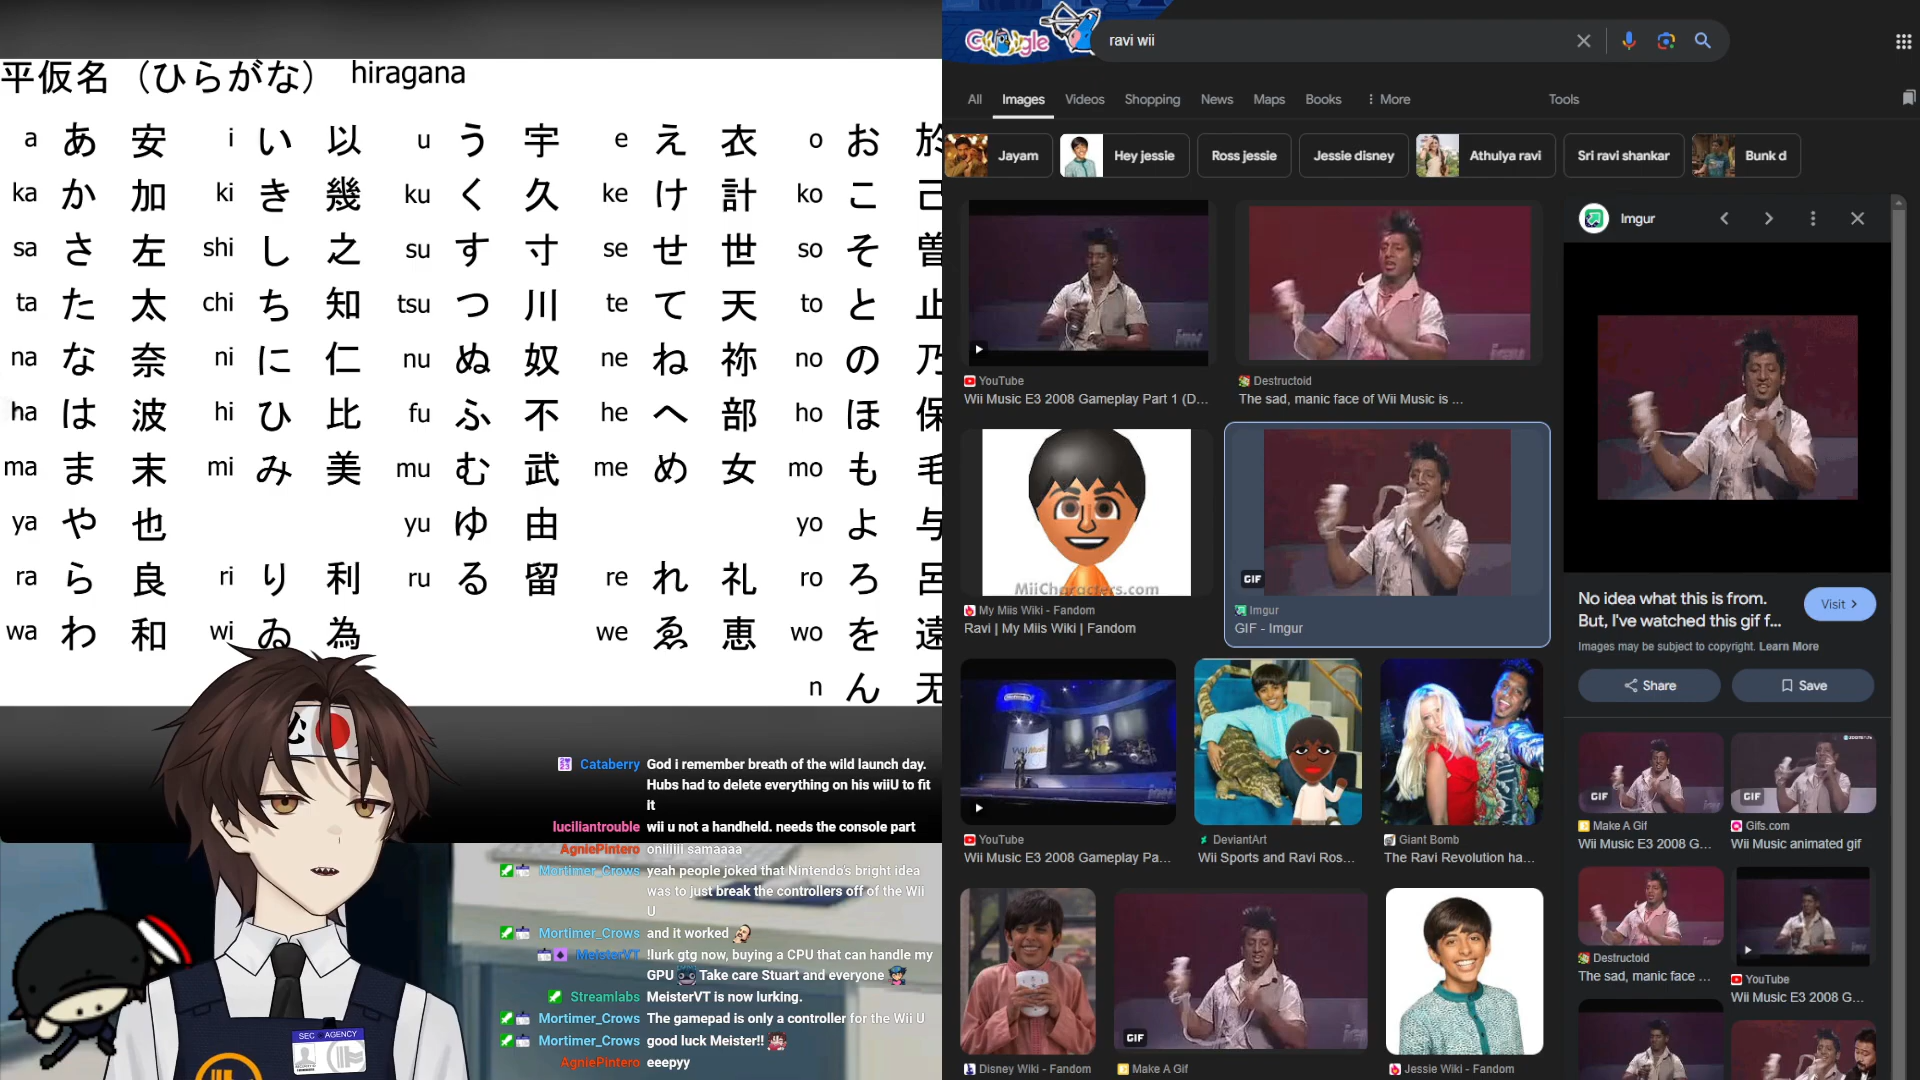 平仮名（ひらがな） hiragana
a あ 安 i い 以 u う 宇 e え 衣 o お 於
ka か 加 ki き 幾 ku く 久 ke け 計 ko こ 己
sa さ 左 shi し 之 su す 寸 se せ 世 so そ 曽
ta た 太 chi ち 知 tsu つ 川 te て 天 to と 止
na な 奈 ni に 仁 nu ぬ 奴 ne ね 祢 no の 乃
ha は 波 hi ひ 比 fu ふ 不 he へ 部 ho ほ 保
ma ま 末 mi み 美 mu む 武 me め 女 mo も 毛
ya や 也 yu ゆ 由 yo よ 与
ra ら 良 ri り 利 ru る 留 re れ 礼 ro ろ 呂
wa わ 和 wi ゐ 為 we ゑ 恵 wo を 遠
n ん 无
Cataberry God i remember breath of the wild launch day.
Hubs had to delete everything on his wiiU to fit
it
luciliantrouble wii u not a handheld. needs the console part
AgniePintero oniiiiii samaaaa
Mortimer_Crows yeah people joked that Nintendo's bright idea
was to just break the controllers off of the Wii
U
Mortimer_Crows and it worked
MeisterVT !lurk gtg now, buying a CPU that can handle my
GPU Take care Stuart and everyone
Streamlabs MeisterVT is now lurking.
Mortimer_Crows The gamepad is only a controller for the Wii U
Mortimer_Crows good luck Meister!!
AgniePintero eeepyy
SEC AGENCY
Google
ravi wii
All Images Videos Shopping News Maps Books More Tools
Jayam Hey jessie Ross jessie Jessie disney Athulya ravi Sri ravi shankar Bunk d
YouTube
Wii Music E3 2008 Gameplay Part 1 (D...
Destructoid
The sad, manic face of Wii Music is ...
MiiCharacters.com
My Miis Wiki - Fandom
Ravi | My Miis Wiki | Fandom
GIF
Imgur
GIF - Imgur
Nintendo
Wii Music
YouTube
Wii Music E3 2008 Gameplay Pa...
DeviantArt
Wii Sports and Ravi Ros...
Giant Bomb
The Ravi Revolution ha...
Disney Wiki - Fandom
GIF
Make A Gif
Jessie Wiki - Fandom
Imgur
No idea what this is from.
But, I've watched this gif f...
Visit
Images may be subject to copyright. Learn More
Share
Save
GIF
Make A Gif
Wii Music E3 2008 G...
GIF
Gifs.com
Wii Music animated gif
Destructoid
The sad, manic face ...
YouTube
Wii Music E3 2008 G...